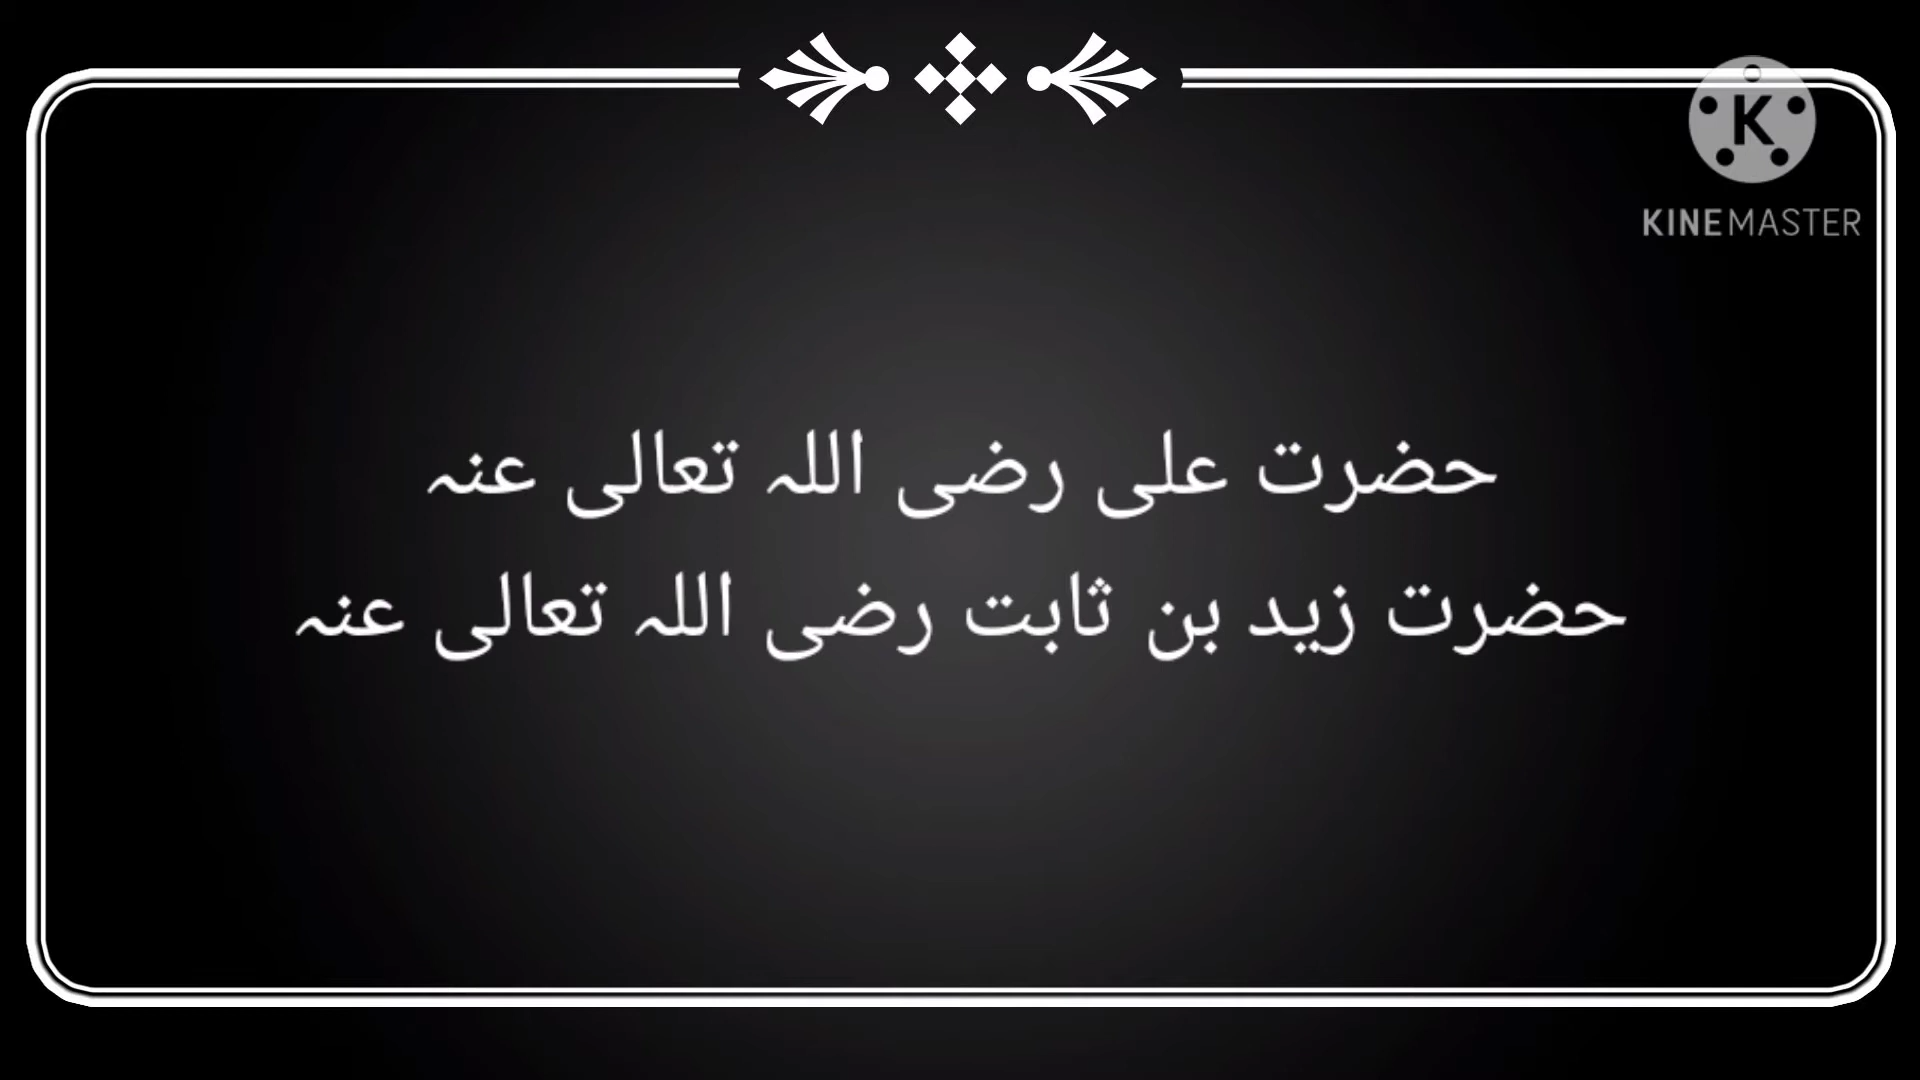 KINEMASTER
حضرت علی رضی اللہ تعالی عنہ
حضرت زید بن ثابت رضی اللہ تعالی عنہ